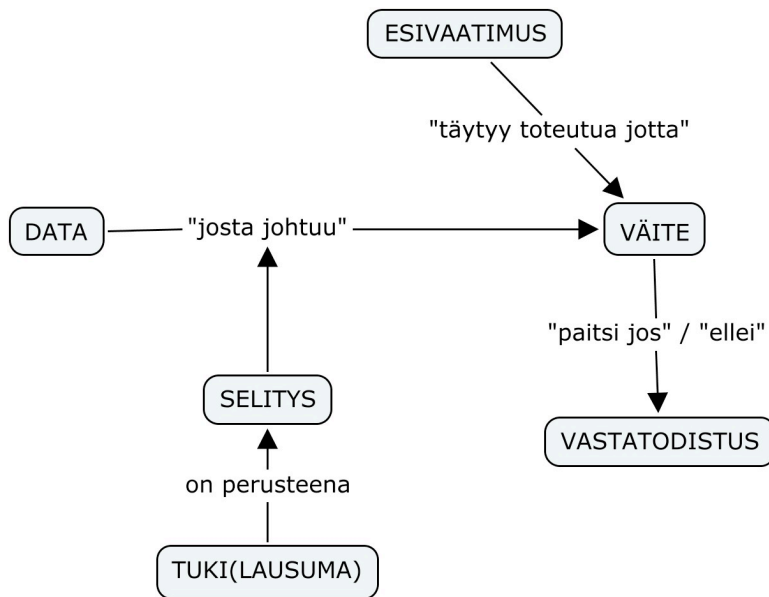 ESIVAATIMUS
"täytyy toteutua jotta"
DATA
"josta johtuu"
VÄITE
"paitsi jos" / "ellei"
SELITYS
VASTATODISTUS
on perusteena
TUKI(LAUSUMA)